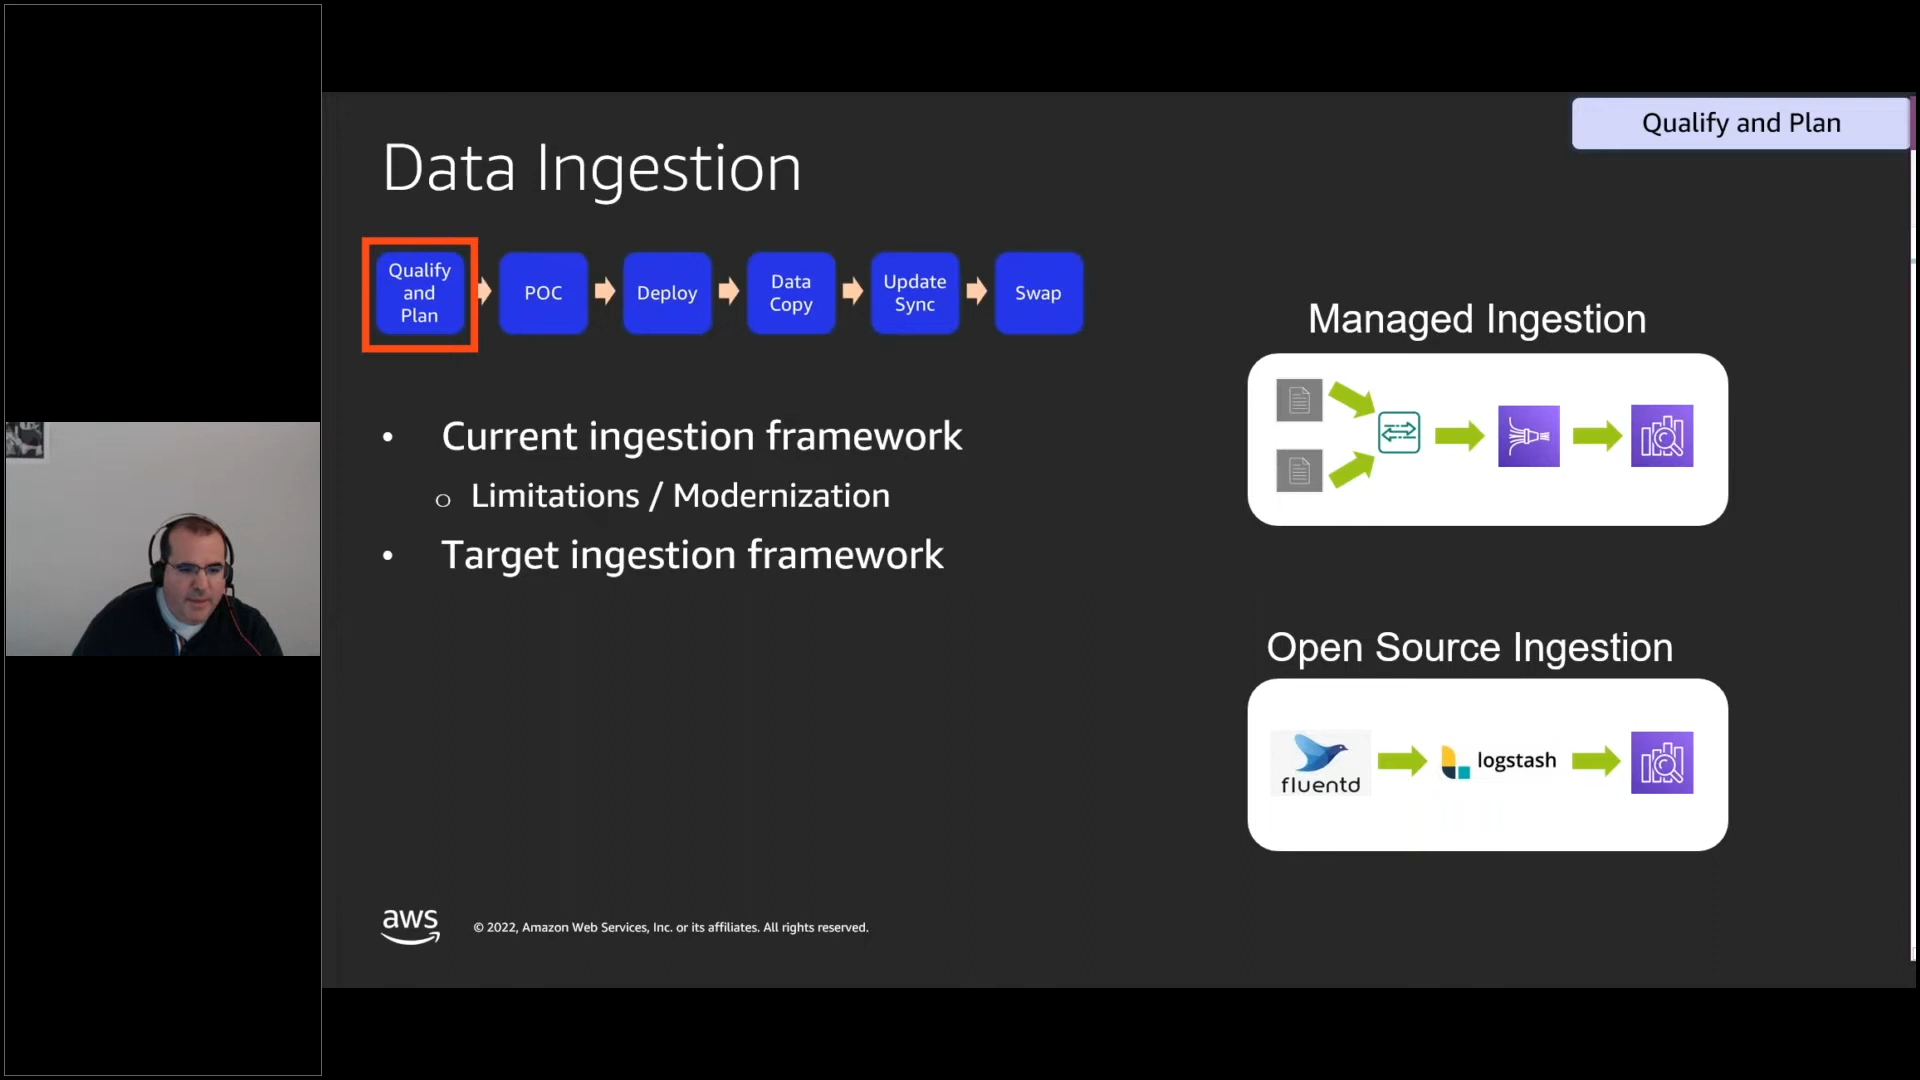 Qualify and Plan
Data Ingestion
Qualify
and
Plan
POC
Deploy
Data
Copy
Update
Sync
Swap
• Current ingestion framework
o Limitations / Modernization
• Target ingestion framework
Managed Ingestion
Open Source Ingestion
fluentd
logstash
aws
© 2022, Amazon Web Services, Inc. or its affiliates. All rights reserved.